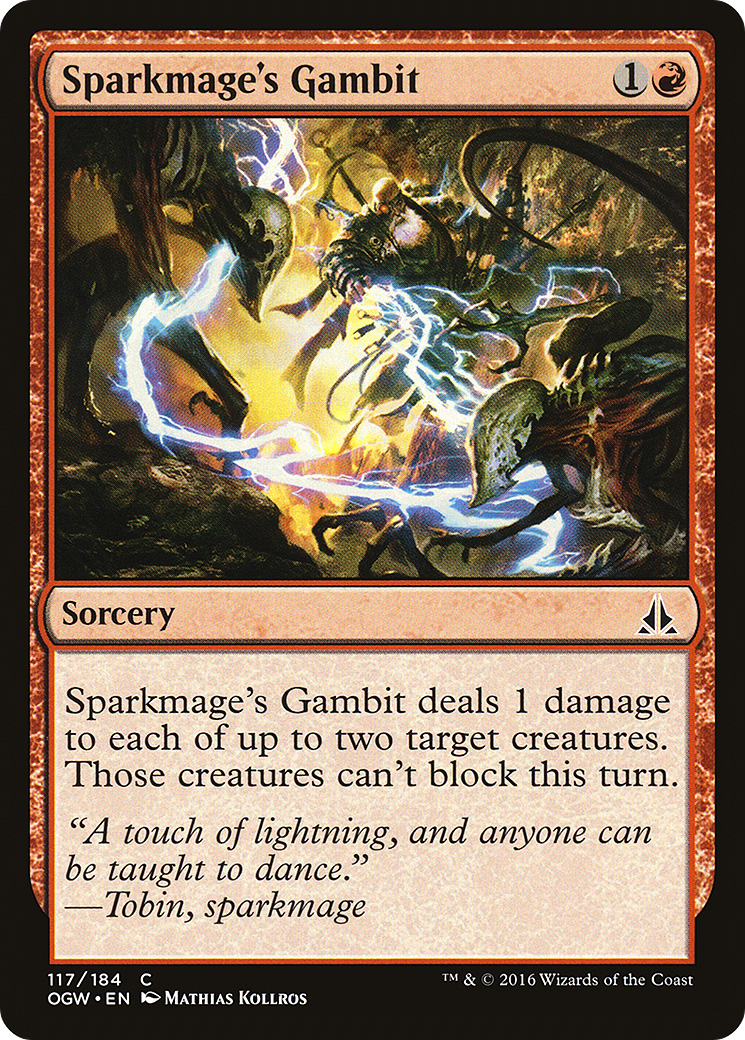 Sparkmage's Gambit 1
Sorcery
Sparkmage's Gambit deals 1 damage
to each of up to two target creatures.
Those creatures can't block this turn.
"A touch of lightning, and anyone can
be taught to dance."
—Tobin, sparkmage
117/184 C
OGW • EN Mathias Kollros
™ & © 2016 Wizards of the Coast